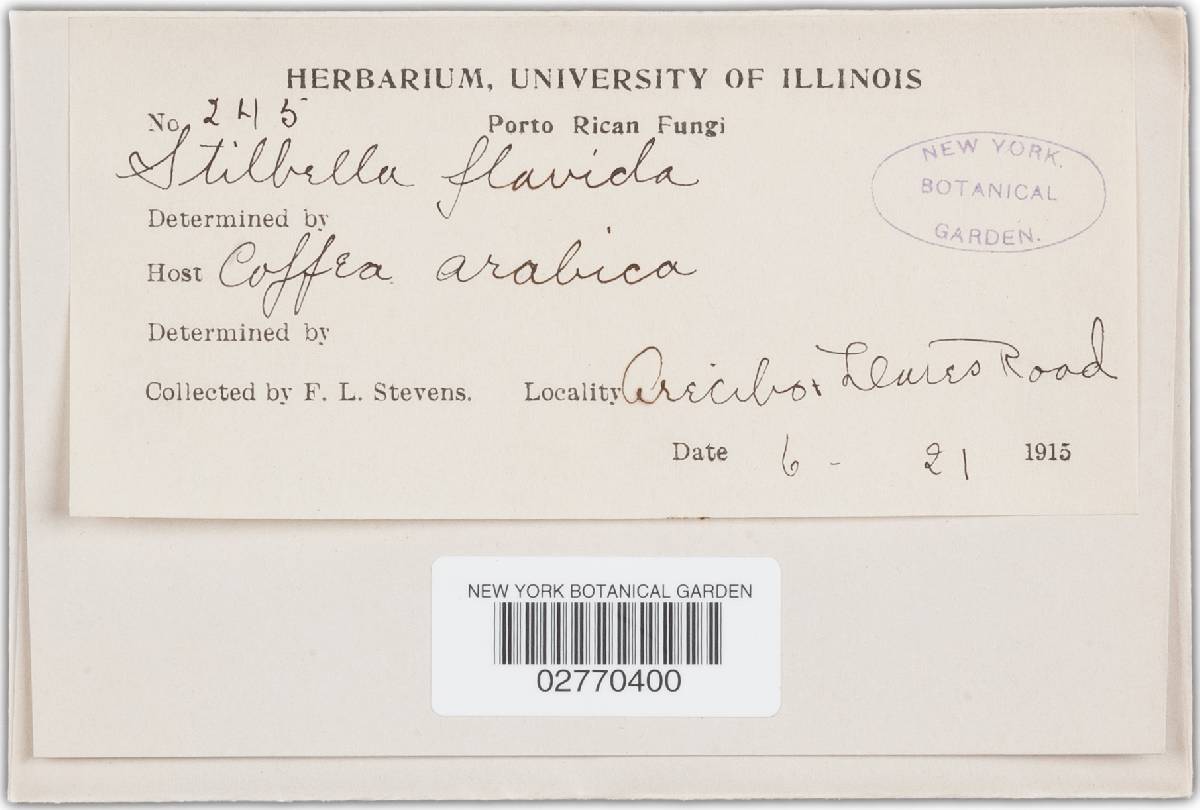 HERBARIUM, UNIVERSITY OF ILLINOIS
No. 245
Porto Rican Fungi
Stilbella flavida
NEW YORK
BOTANICAL
GARDEN.
Determined by
Host Coffea arabica
Determined by
Collected by F. L. Stevens. Locality Arecibo + Lares Road
Date 6 - 21 1915
NEW YORK BOTANICAL GARDEN
02770400